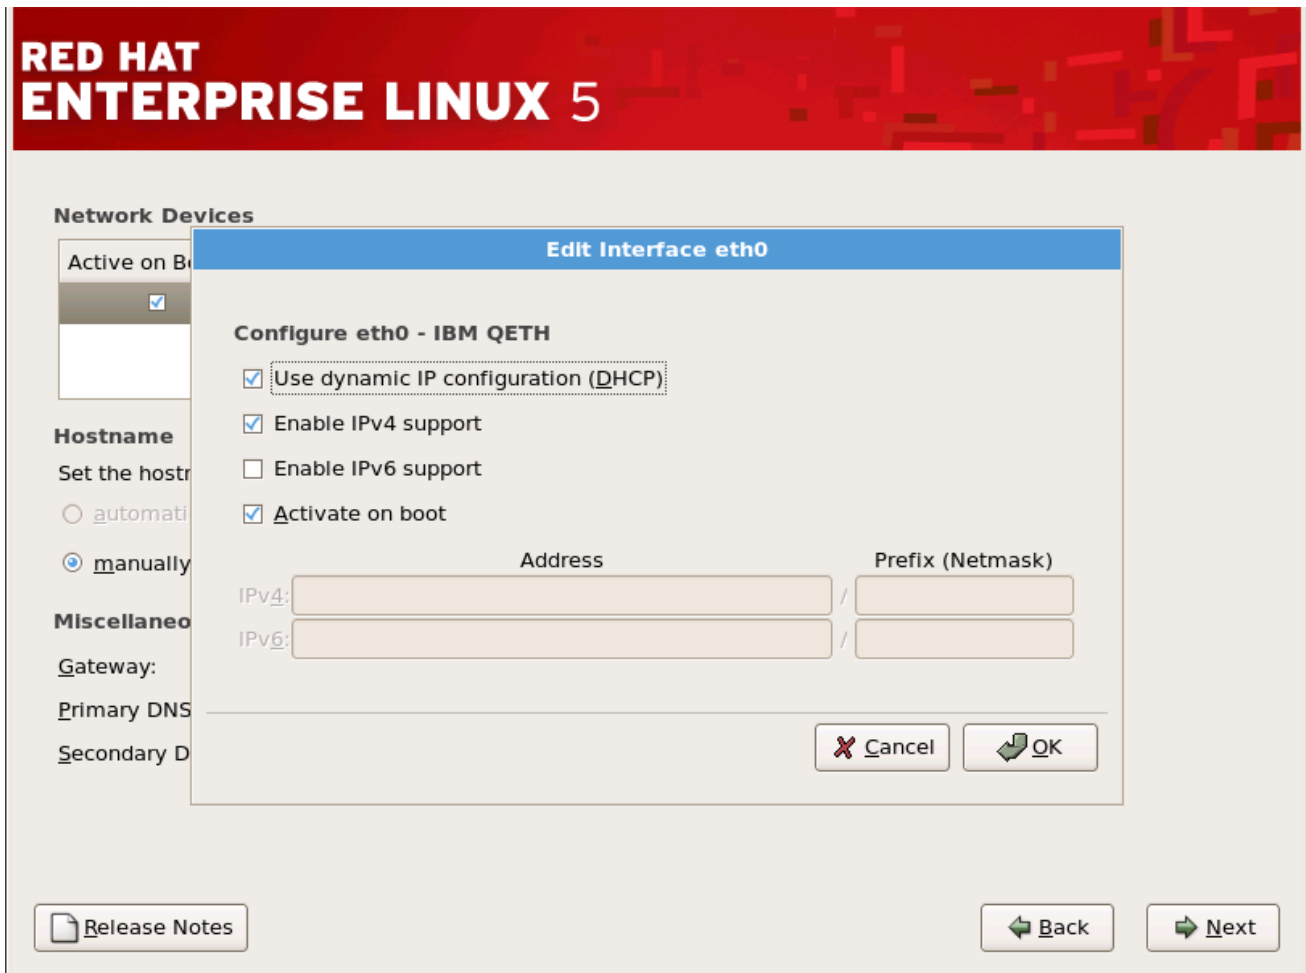 RED HAT
ENTERPRISE LINUX 5
Network Devices
Active on B
Edit Interface eth0
Configure eth0 - IBM QETH
Use dynamic IP configuration (DHCP)
Enable IPv4 support
Enable IPv6 support
Activate on boot
Address Prefix (Netmask)
IPv4: /
IPv6: /
Cancel OK
Hostname
Set the host
automati
manually
Miscellaneo
Gateway:
Primary DNS
Secondary D
Release Notes Back Next